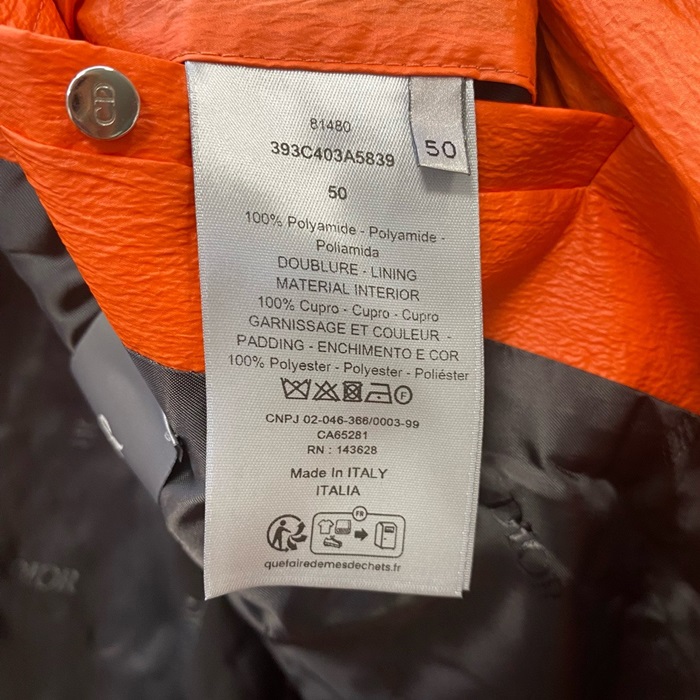 CD
81480
393C403A5839
50
50
100% Polyamide - Polyamide -
Poliamida
DOUBLURE - LINING
MATERIAL INTERIOR
100% Cupro - Cupro - Cupro
GARNISSAGE ET COULEUR -
PADDING - ENCHIMENTO E COR
100% Polyester - Polyester - Poliéster
F
CNPJ 02-046-366/0003-99
CA65281
RN : 143628
Made In ITALY
ITALIA
FR
quefairedemesdechets.fr